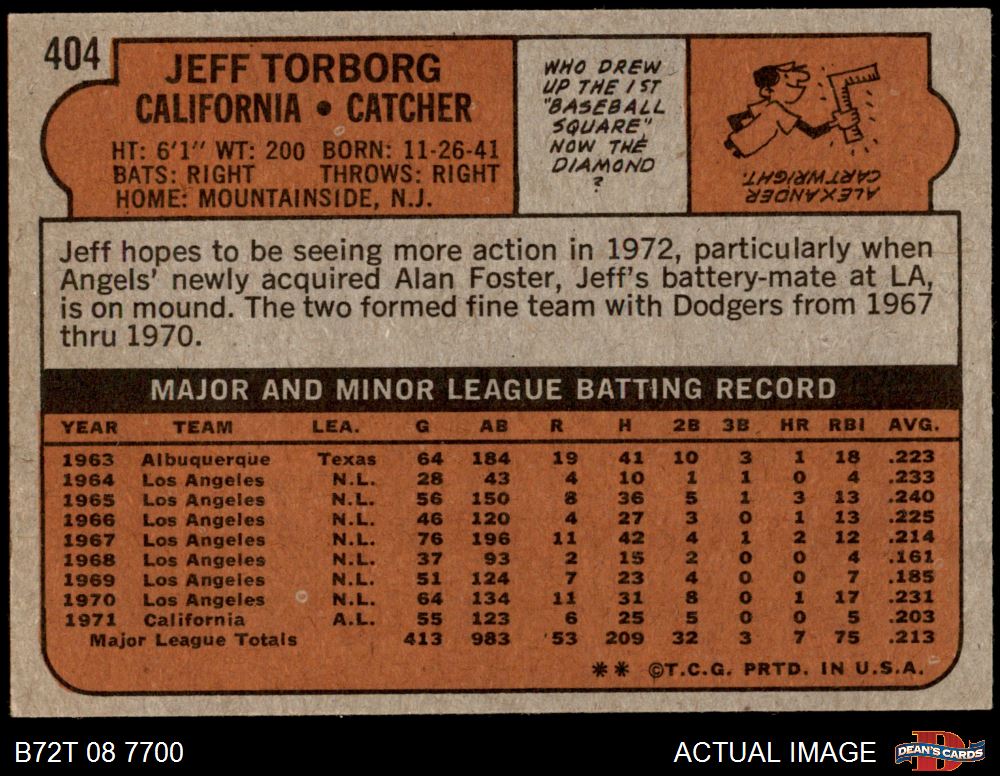 404
JEFF TORBORG
CALIFORNIA • CATCHER
HT: 6'1" WT: 200 BORN: 11-26-41
BATS: RIGHT THROWS: RIGHT
HOME: MOUNTAINSIDE, N.J.
WHO DREW
UP THE 1ST
"BASEBALL
SQUARE"
NOW THE
DIAMOND
?
ALEXANDER
CARTWRIGHT.
Jeff hopes to be seeing more action in 1972, particularly when
Angels' newly acquired Alan Foster, Jeff's battery-mate at LA,
is on mound. The two formed fine team with Dodgers from 1967
thru 1970.
MAJOR AND MINOR LEAGUE BATTING RECORD
YEAR TEAM LEA. G AB R H 2B 3B HR RBI AVG.
1963 Albuquerque Texas 64 184 19 41 10 3 1 18 .223
1964 Los Angeles N.L. 28 43 4 10 1 1 0 4 .233
1965 Los Angeles N.L. 56 150 8 36 5 1 3 13 .240
1966 Los Angeles N.L. 46 120 4 27 3 0 1 13 .225
1967 Los Angeles N.L. 76 196 11 42 4 1 2 12 .214
1968 Los Angeles N.L. 37 93 2 15 2 0 0 4 .161
1969 Los Angeles N.L. 51 124 7 23 4 0 0 7 .185
1970 Los Angeles N.L. 64 134 11 31 8 0 1 17 .231
1971 California A.L. 55 123 6 25 5 0 0 5 .203
Major League Totals 413 983 53 209 32 3 7 75 .213
** ©T.C.G. PRTD. IN U.S.A.
B72T 08 7700
ACTUAL IMAGE
D
DEAN'S CARDS